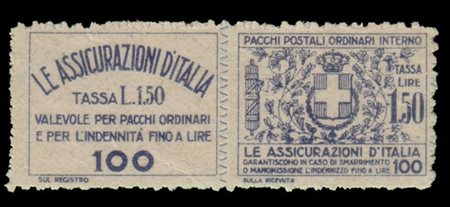 LE ASSICURAZIONI D'ITALIA
TASSA L.1.50
VALEVOLE PER PACCHI ORDINARI
E PER L'INDENNITÀ FINO A LIRE
100
SUL REGISTRO
PACCHI POSTALI ORDINARI INTERNO
TASSA
LIRE
1.50
LE ASSICURAZIONI D'ITALIA
GARANTISCONO IN CASO DI SMARRIMENTO
O MANOMISSIONE L'INDENNIZZO FINO A LIRE 100
SULLA RICEVUTA